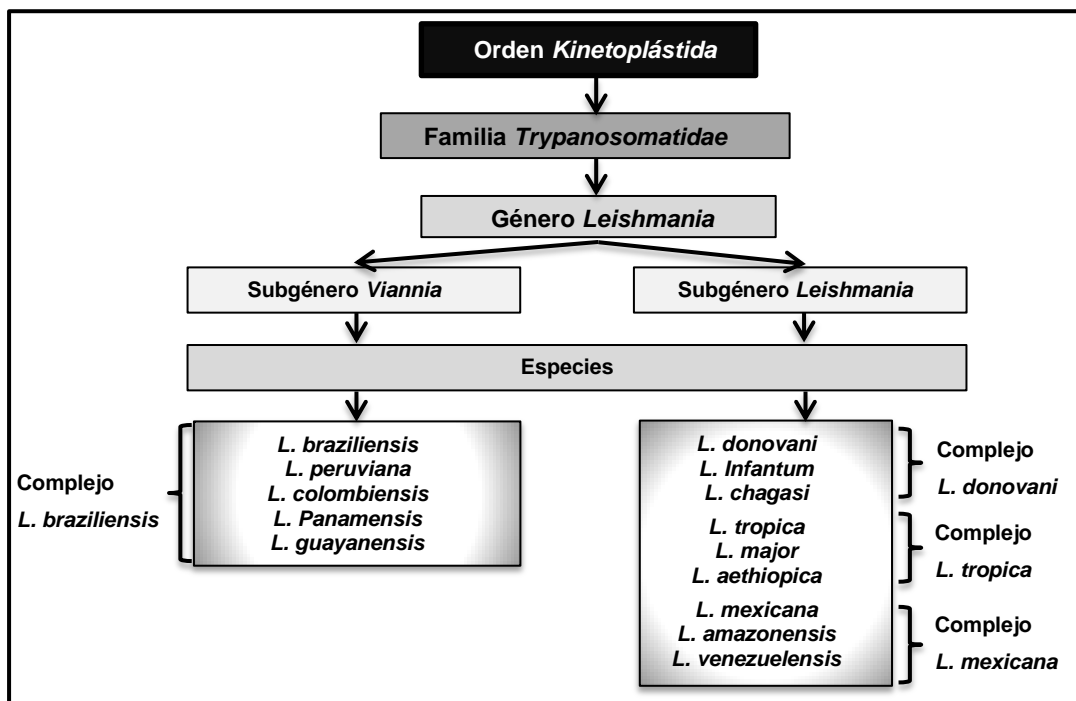 Orden Kinetoplástida
Familia Trypanosomatidae
Género Leishmania
Subgénero Viannia
Subgénero Leishmania
Especies
Complejo
L. braziliensis
L. braziliensis
L. peruviana
L. colombiensis
L. Panamensis
L. guayanensis
L. donovani
L. Infantum
L. chagasi
Complejo
L. donovani
L. tropica
L. major
L. aethiopica
Complejo
L. tropica
L. mexicana
L. amazonensis
L. venezuelensis
Complejo
L. mexicana